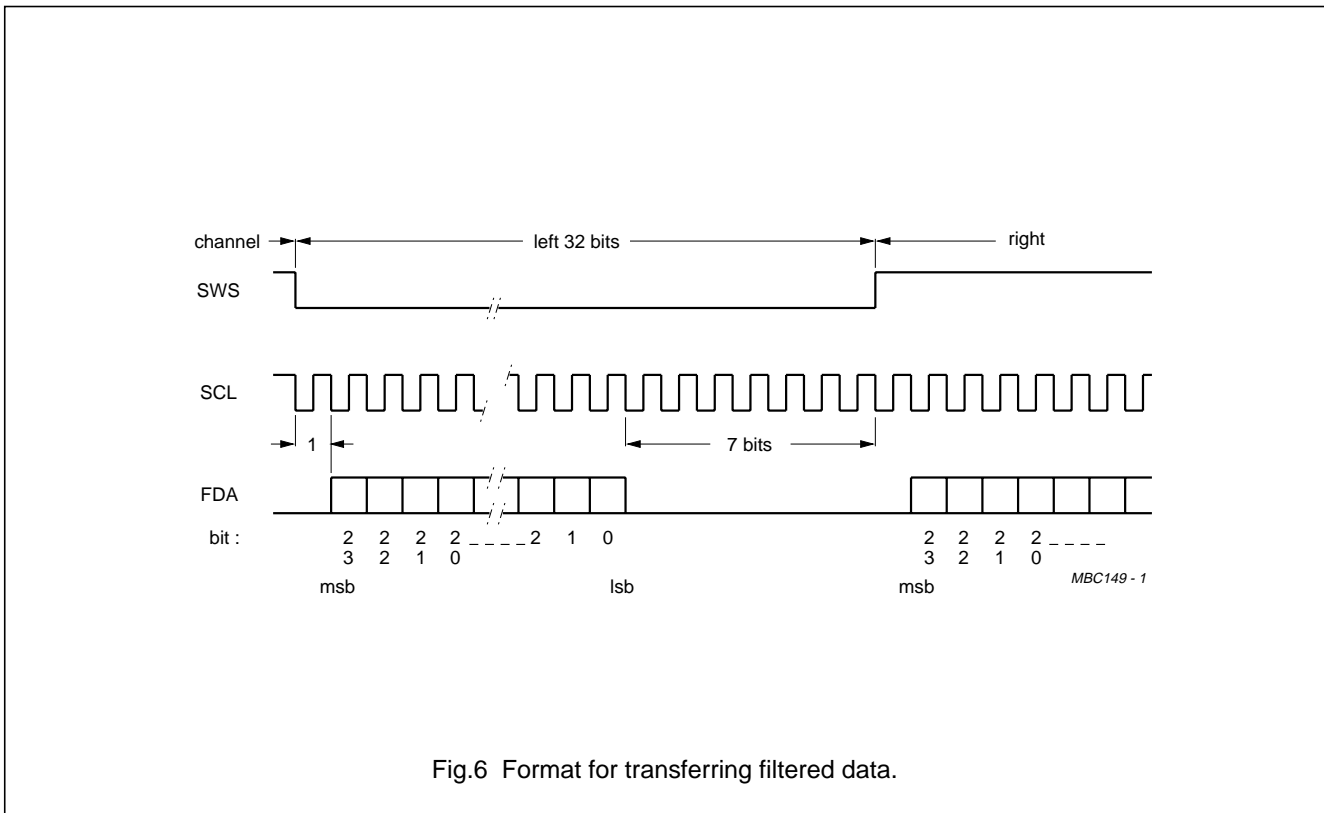 channel left 32 bits right
SWS
SCL
1 7 bits
FDA
bit : 2 2 2 2 _ _ _ _ 2 1 0 2 2 2 2 _ _ _ _
3 2 1 0 3 2 1 0
msb lsb msb MBC149 - 1
Fig.6 Format for transferring filtered data.